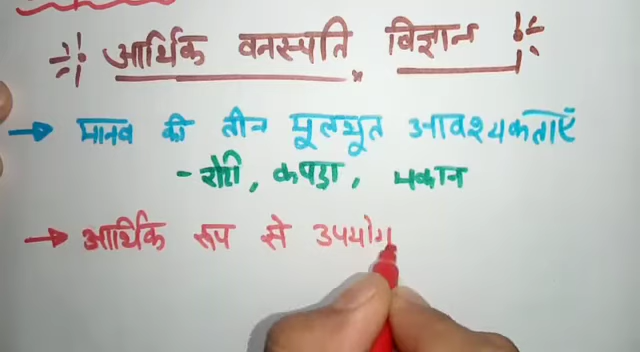 आर्थिक वनस्पति विज्ञान
→ मानव की तीन मूलभूत आवश्यकताएँ
- रोटी, कपड़ा, मकान
→ आर्थिक रूप से उपयोग